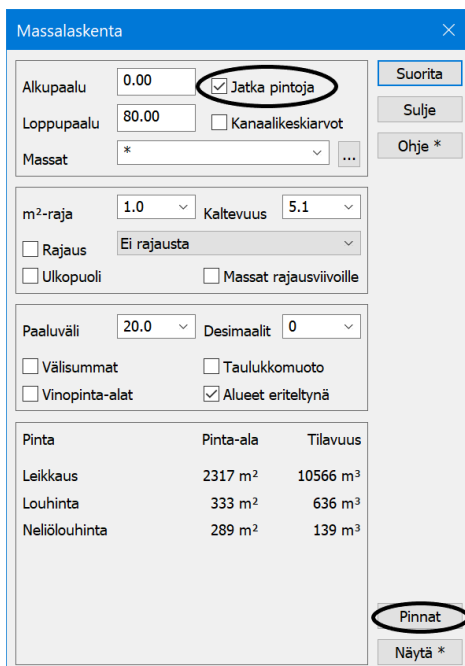 Massalaskenta
Alkupaalu 0.00 Jatka pintoja Suorita
Loppupaalu 80.00 Kanaalikeskiarvot Sulje
Massat * ... Ohje *
m²-raja 1.0 Kaltevuus 5.1
Rajaus Ei rajausta
Ulkopuoli Massat rajausviivoille
Paaluväli 20.0 Desimaalit 0
Välisummat Taulukkomuoto
Vinopinta-alat Alueet eriteltynä
Pinta Pinta-ala Tilavuus
Leikkaus 2317 m² 10566 m³
Louhinta 333 m² 636 m³
Neliölouhinta 289 m² 139 m³
Pinnat
Näytä *